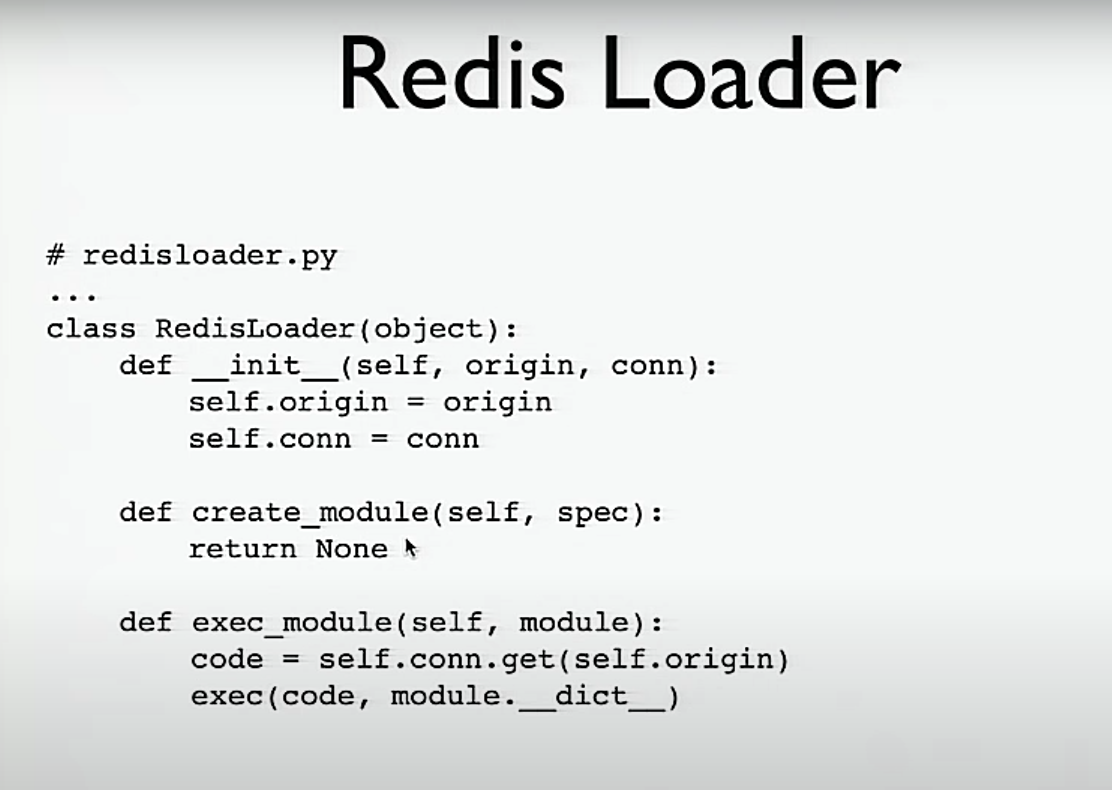 Redis Loader
# redisloader.py
...
class RedisLoader(object):
    def __init__(self, origin, conn):
        self.origin = origin
        self.conn = conn
    def create_module(self, spec):
        return None
    def exec_module(self, module):
        code = self.conn.get(self.origin)
        exec(code, module.__dict__)